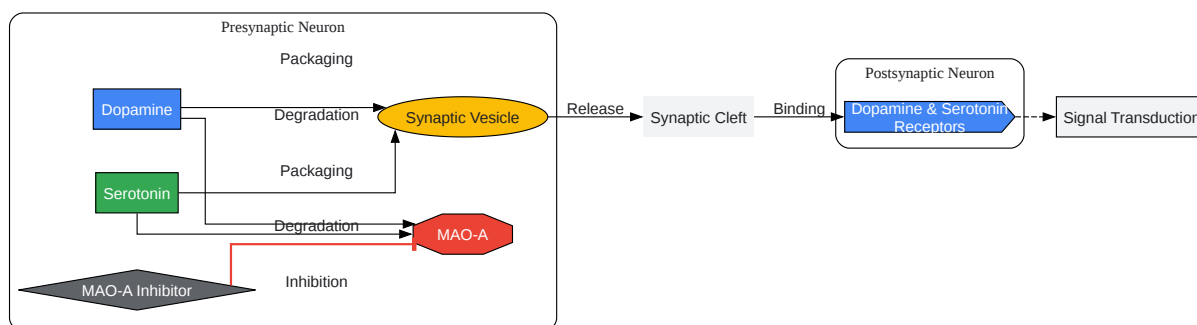 Presynaptic Neuron
Packaging
Dopamine
Degradation
Synaptic Vesicle
Release
Synaptic Cleft
Binding
Postsynaptic Neuron
Dopamine & Serotonin
Receptors
Signal Transduction
Packaging
Serotonin
Degradation
MAO-A
Inhibition
MAO-A Inhibitor